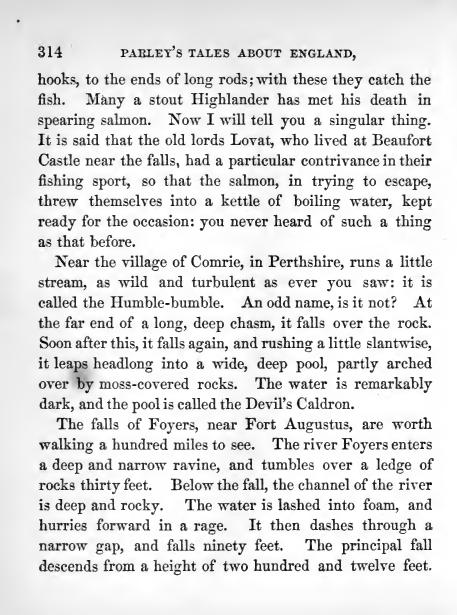 314 PARLEY'S TALES ABOUT ENGLAND,
hooks, to the ends of long rods; with these they catch the
fish. Many a stout Highlander has met his death in
spearing salmon. Now I will tell you a singular thing.
It is said that the old lords Lovat, who lived at Beaufort
Castle near the falls, had a particular contrivance in their
fishing sport, so that the salmon, in trying to escape,
threw themselves into a kettle of boiling water, kept
ready for the occasion: you never heard of such a thing
as that before.
Near the village of Comrie, in Perthshire, runs a little
stream, as wild and turbulent as ever you saw: it is
called the Humble-bumble. An odd name, is it not? At
the far end of a long, deep chasm, it falls over the rock.
Soon after this, it falls again, and rushing a little slantwise,
it leaps headlong into a wide, deep pool, partly arched
over by moss-covered rocks. The water is remarkably
dark, and the pool is called the Devil's Caldron.
The falls of Foyers, near Fort Augustus, are worth
walking a hundred miles to see. The river Foyers enters
a deep and narrow ravine, and tumbles over a ledge of
rocks thirty feet. Below the fall, the channel of the river
is deep and rocky. The water is lashed into foam, and
hurries forward in a rage. It then dashes through a
narrow gap, and falls ninety feet. The principal fall
descends from a height of two hundred and twelve feet.